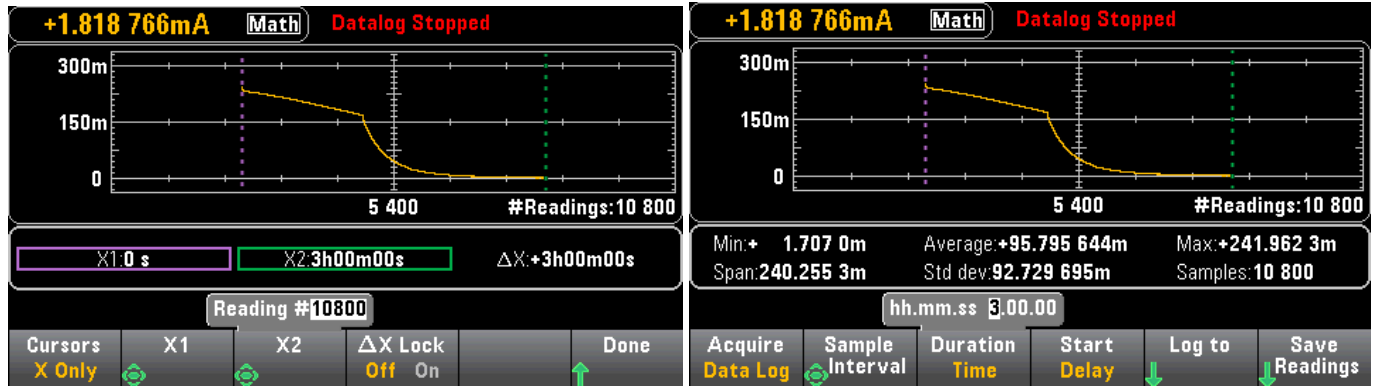 +1.818 766mA Math Datalog Stopped
300m
150m
0
5 400 #Readings:10 800
X1:0 s X2:3h00m00s ΔX:+3h00m00s
Reading #10800
Cursors X1 X2 ΔX Lock Done
X Only Off On
+1.818 766mA Math Datalog Stopped
300m
150m
0
5 400 #Readings:10 800
Min:+ 1.707 0m Average:+95.795 644m Max:+241.962 3m
Span:240.255 3m Std dev:92.729 695m Samples:10 800
hh.mm.ss 3.00.00
Acquire Sample Duration Start Log to Save
Data Log Interval Time Delay Readings